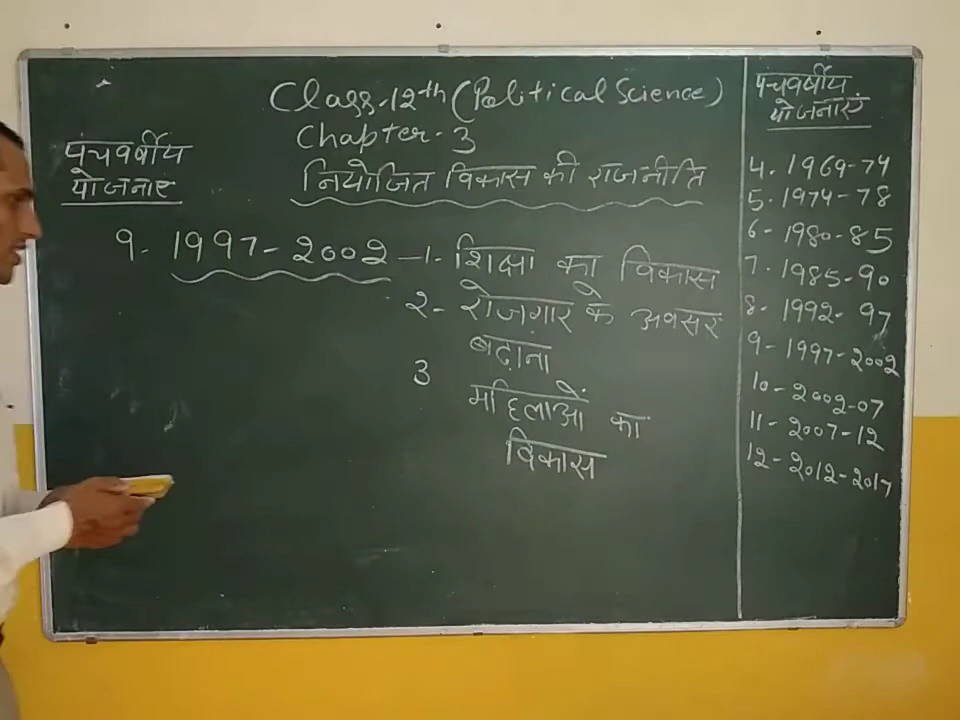 Class-12th (Political Science)
Chapter-3
नियोजित विकास की राजनीति
पंचवर्षीय
योजनाएं
9- 1997-2002 - 1. शिक्षा का विकास
2- रोजगार के अवसर
बढ़ाना
3 महिलाओं का
विकास
पंचवर्षीय
योजनाएं
4. 1969-74
5. 1974-78
6- 1980-85
7. 1985-90
8- 1992-97
9- 1997-2002
10- 2002-07
11- 2007-12
12- 2012-2017